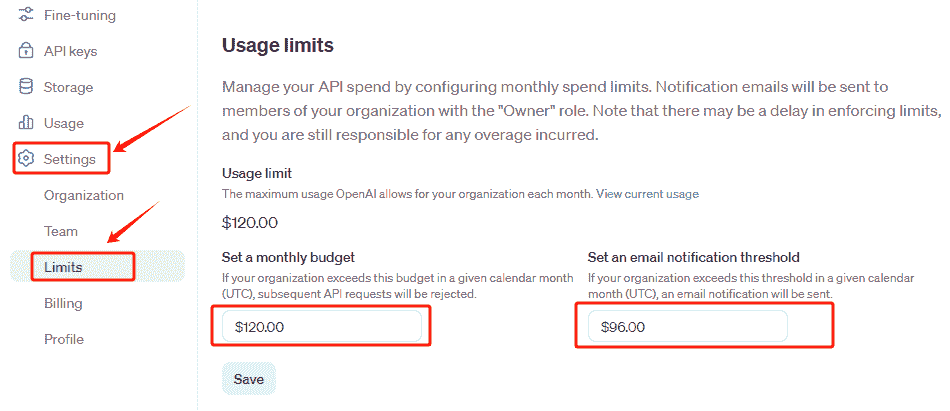 Fine-tuning
API keys
Storage
Usage
Settings
Organization
Team
Limits
Billing
Profile
Usage limits
Manage your API spend by configuring monthly spend limits. Notification emails will be sent to
members of your organization with the "Owner" role. Note that there may be a delay in enforcing limits,
and you are still responsible for any overage incurred.
Usage limit
The maximum usage OpenAI allows for your organization each month. View current usage
$120.00
Set a monthly budget
If your organization exceeds this budget in a given calendar month
(UTC), subsequent API requests will be rejected.
$120.00
Set an email notification threshold
If your organization exceeds this threshold in a given calendar
month (UTC), an email notification will be sent.
$96.00
Save